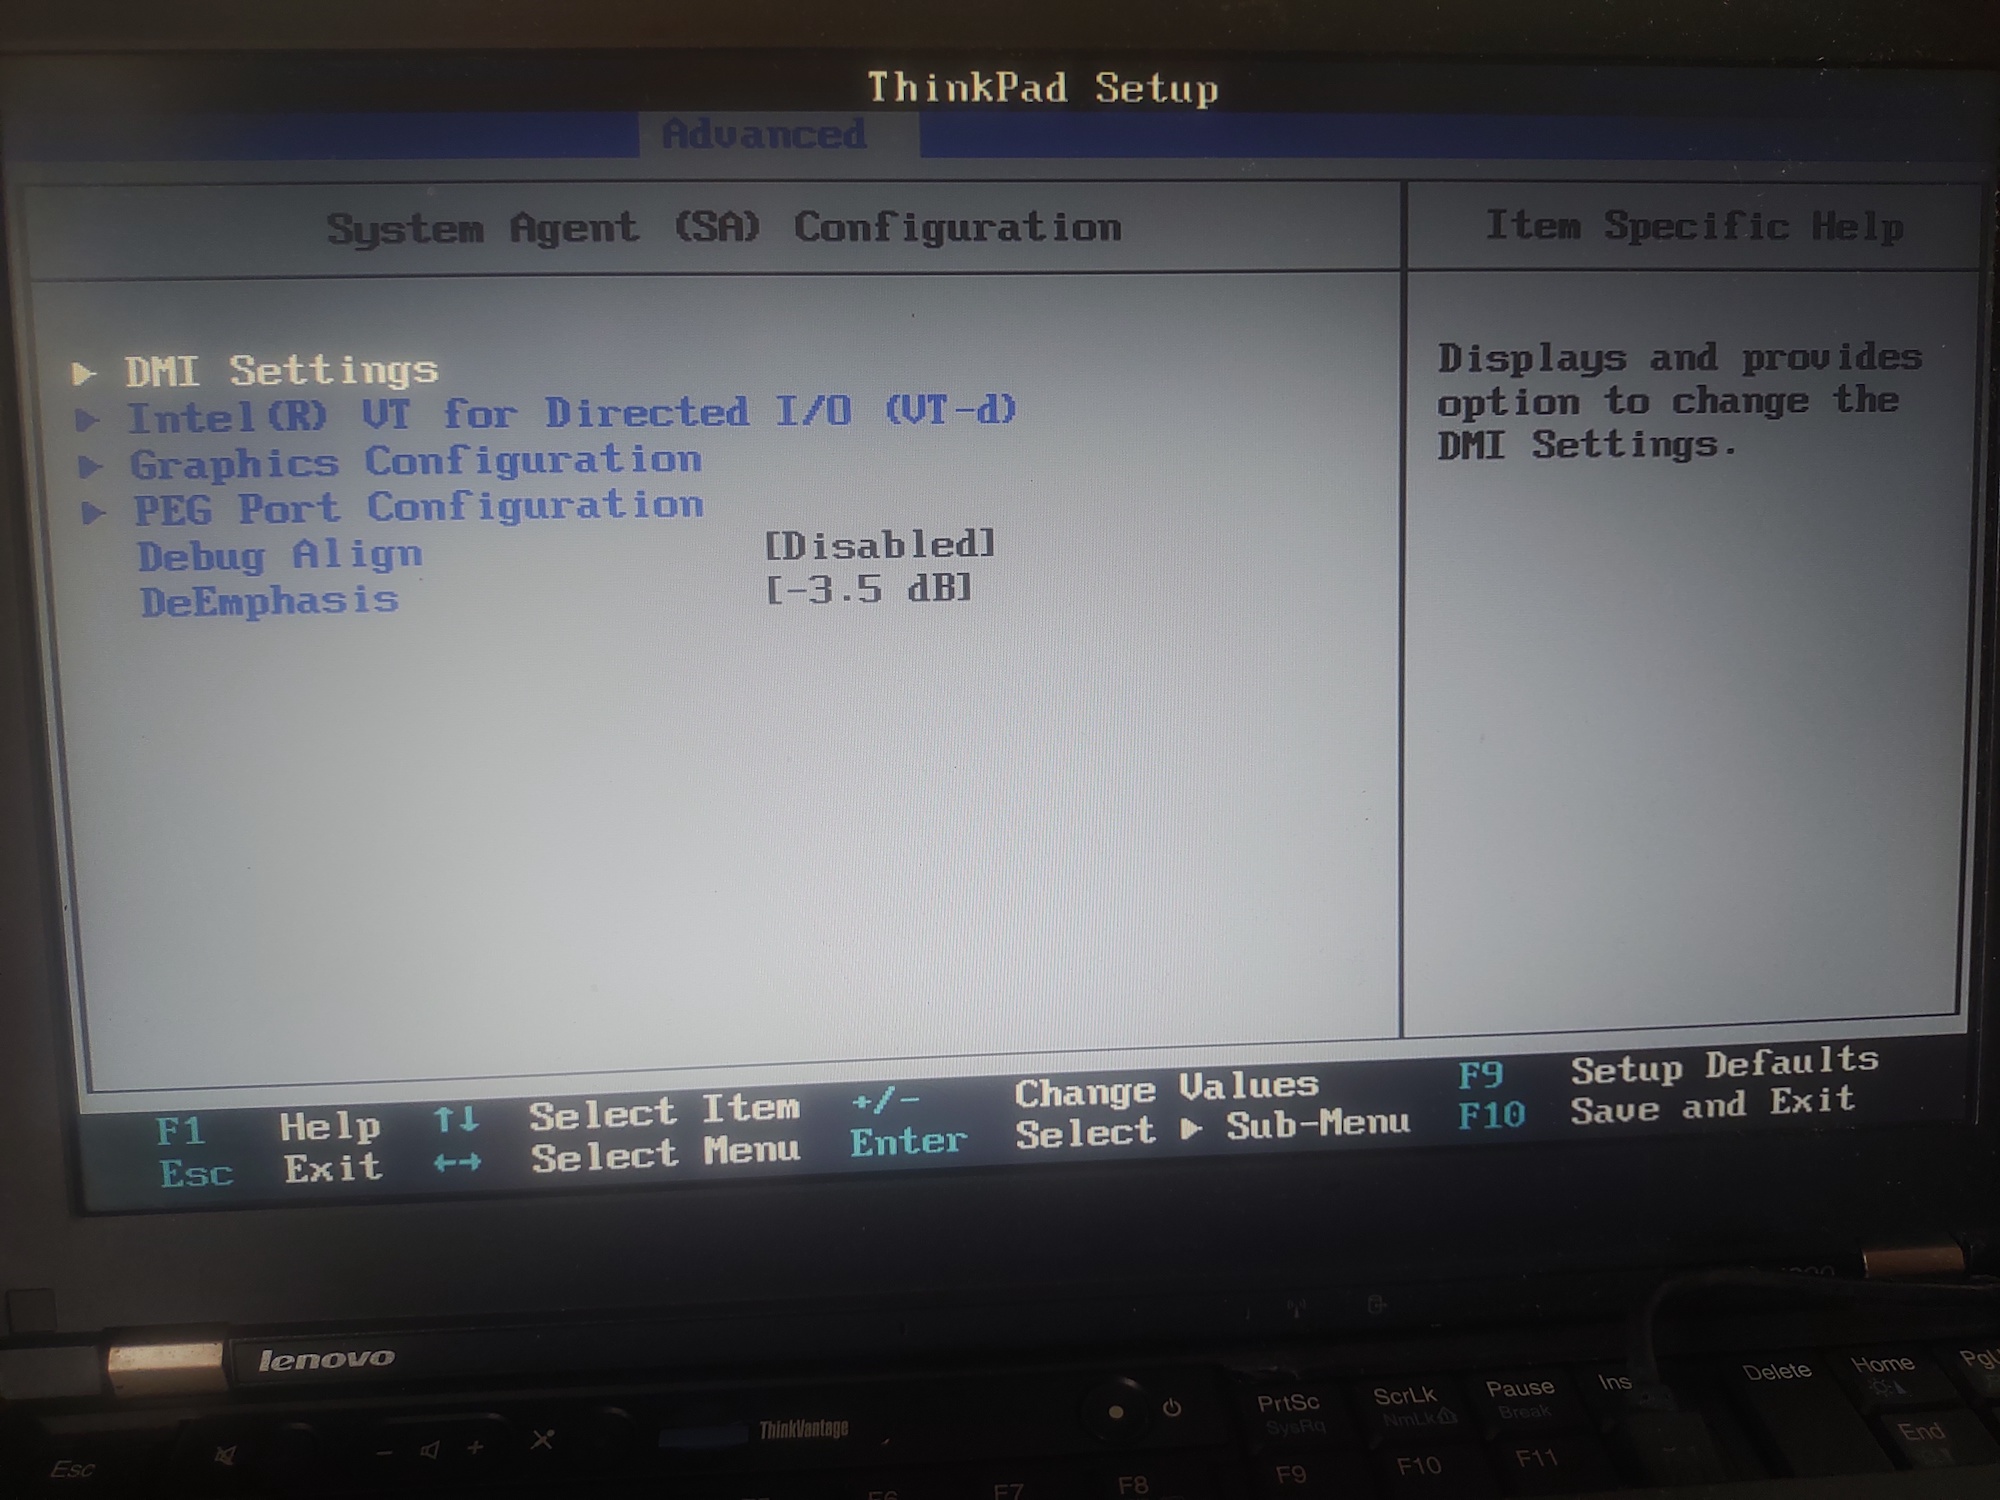 ThinkPad Setup
Advanced
System Agent (SA) Configuration
Item Specific Help
▶ DMI Settings
▶ Intel(R) VT for Directed I/O (VT-d)
▶ Graphics Configuration
▶ PEG Port Configuration
Debug Align [Disabled]
DeEmphasis [-3.5 dB]
Displays and provides
option to change the
DMI Settings.
F1 Help ↑↓ Select Item +/- Change Values F9 Setup Defaults
Esc Exit ←→ Select Menu Enter Select ▶ Sub-Menu F10 Save and Exit
lenovo
ThinkVantage
PrtSc
SysRq
ScrLk
NmLk
Pause
Break
Ins
Delete
Home
End
Esc
- +
F6
F7
F8
F9
F10
F11